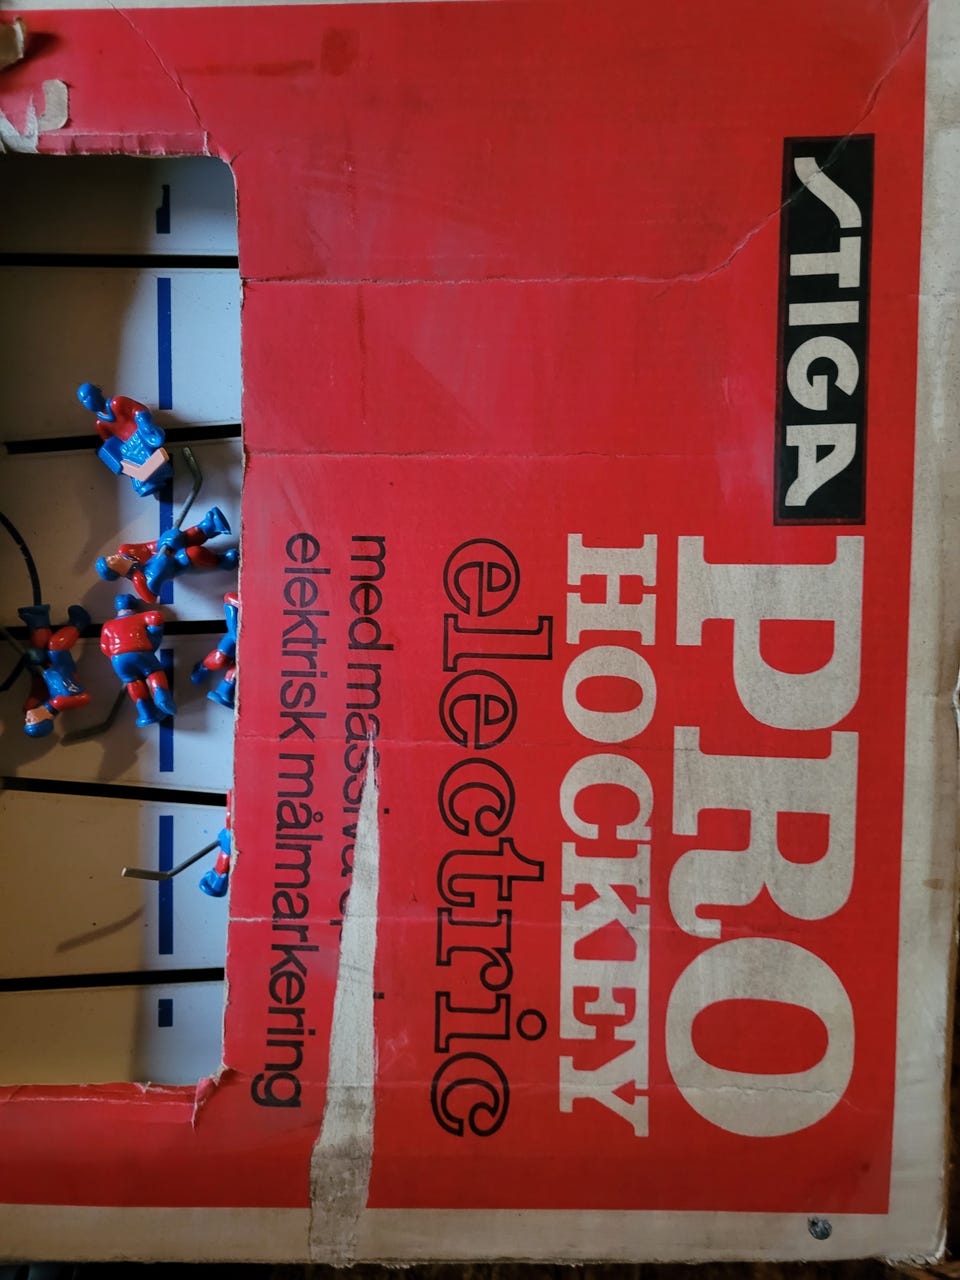 STIGA
PRO
HOCKEY
electric
med massiva
elektrisk målmarkering